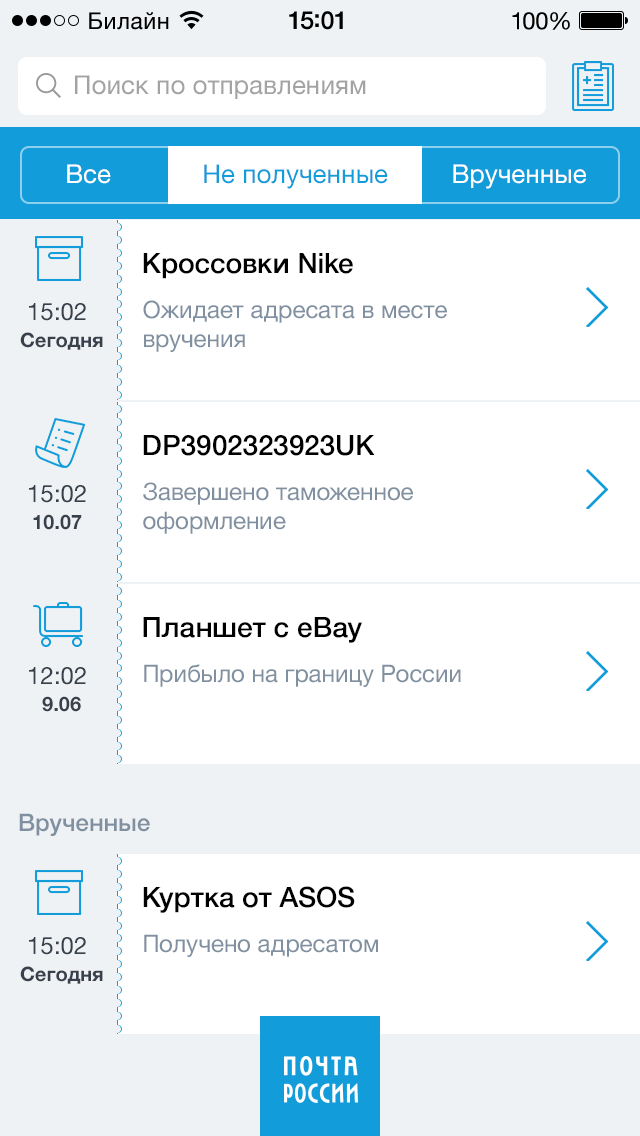 Билайн 15:01 100%
Поиск по отправлениям
Все Не полученные Врученные
Кроссовки Nike
15:02
Сегодня
Ожидает адресата в месте
вручения
DP3902323923UK
15:02
10.07
Завершено таможенное
оформление
Планшет с eBay
12:02
9.06
Прибыло на границу России
Врученные
Куртка от ASOS
15:02
Сегодня
Получено адресатом
ПОЧТА
РОССИИ